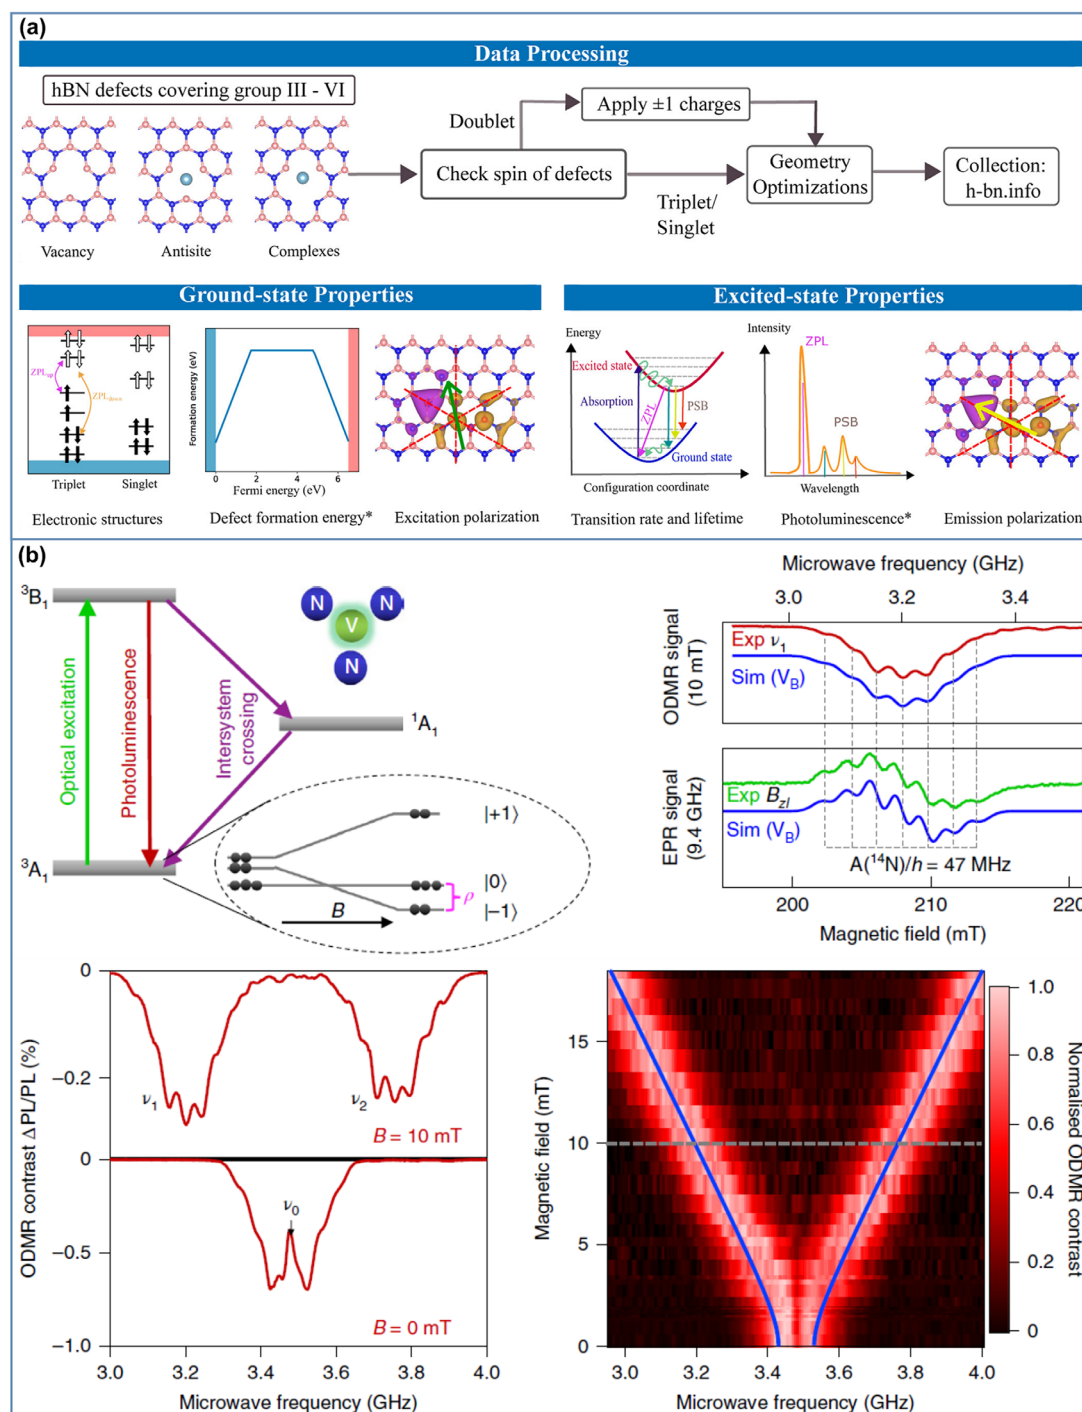 (a)
Data Processing
hBN defects covering group III - VI
Vacancy
Antisite
Complexes
Check spin of defects
Doublet
Apply ±1 charges
Triplet/
Singlet
Geometry
Optimizations
Collection:
h-bn.info
Ground-state Properties
ZPLup
ZPLdown
Triplet
Singlet
Electronic structures
Formation energy (eV)
0 2 4 6
Fermi energy (eV)
Defect formation energy*
Excitation polarization
Excited-state Properties
Energy
Excited state
Absorption
ZPL
PSB
Ground state
Configuration coordinate
Transition rate and lifetime
Intensity
ZPL
PSB
Wavelength
Photoluminescence*
Emission polarization
(b)
³B₁
Optical excitation
Photoluminescence
Intersystem
crossing
N
N
V
N
¹A₁
³A₁
|+1⟩
|0⟩
ρ
|−1⟩
B
Microwave frequency (GHz)
3.0 3.2 3.4
ODMR signal
(10 mT)
Exp ν₁
Sim (V_B)
EPR signal
(9.4 GHz)
Exp B_zl
Sim (V_B)
A(¹⁴N)/h = 47 MHz
200 210 220
Magnetic field (mT)
ODMR contrast Δ PL/PL (%)
0
−0.2
ν₁
ν₂
B = 10 mT
0
ν₀
−0.5
B = 0 mT
−1.0
3.0 3.2 3.4 3.6 3.8 4.0
Microwave frequency (GHz)
Magnetic field (mT)
15
10
5
0
3.0 3.2 3.4 3.6 3.8 4.0
Microwave frequency (GHz)
1.0
0.8
0.6
0.4
0.2
0
Normalised ODMR contrast